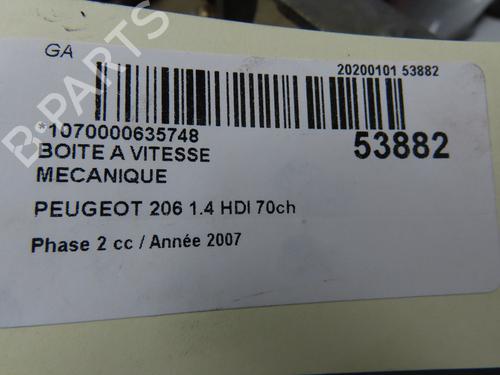 GA
20200101 53882
*1070000635748
53882
BOITE A VITESSE
MECANIQUE
PEUGEOT 206 1.4 HDI 70ch
Phase 2 cc / Année 2007
B-PARTS